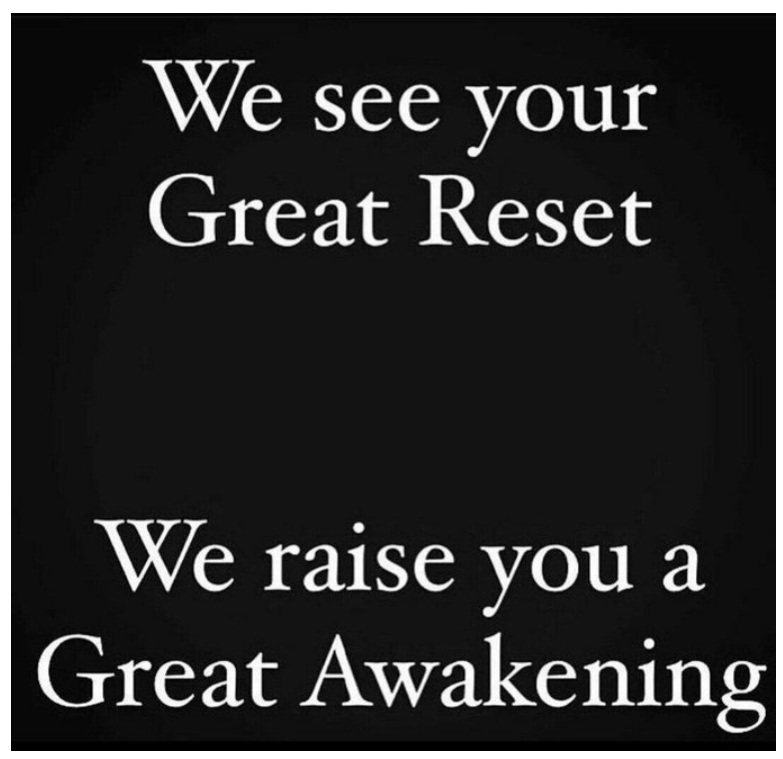 We see your
Great Reset
We raise you a
Great Awakening